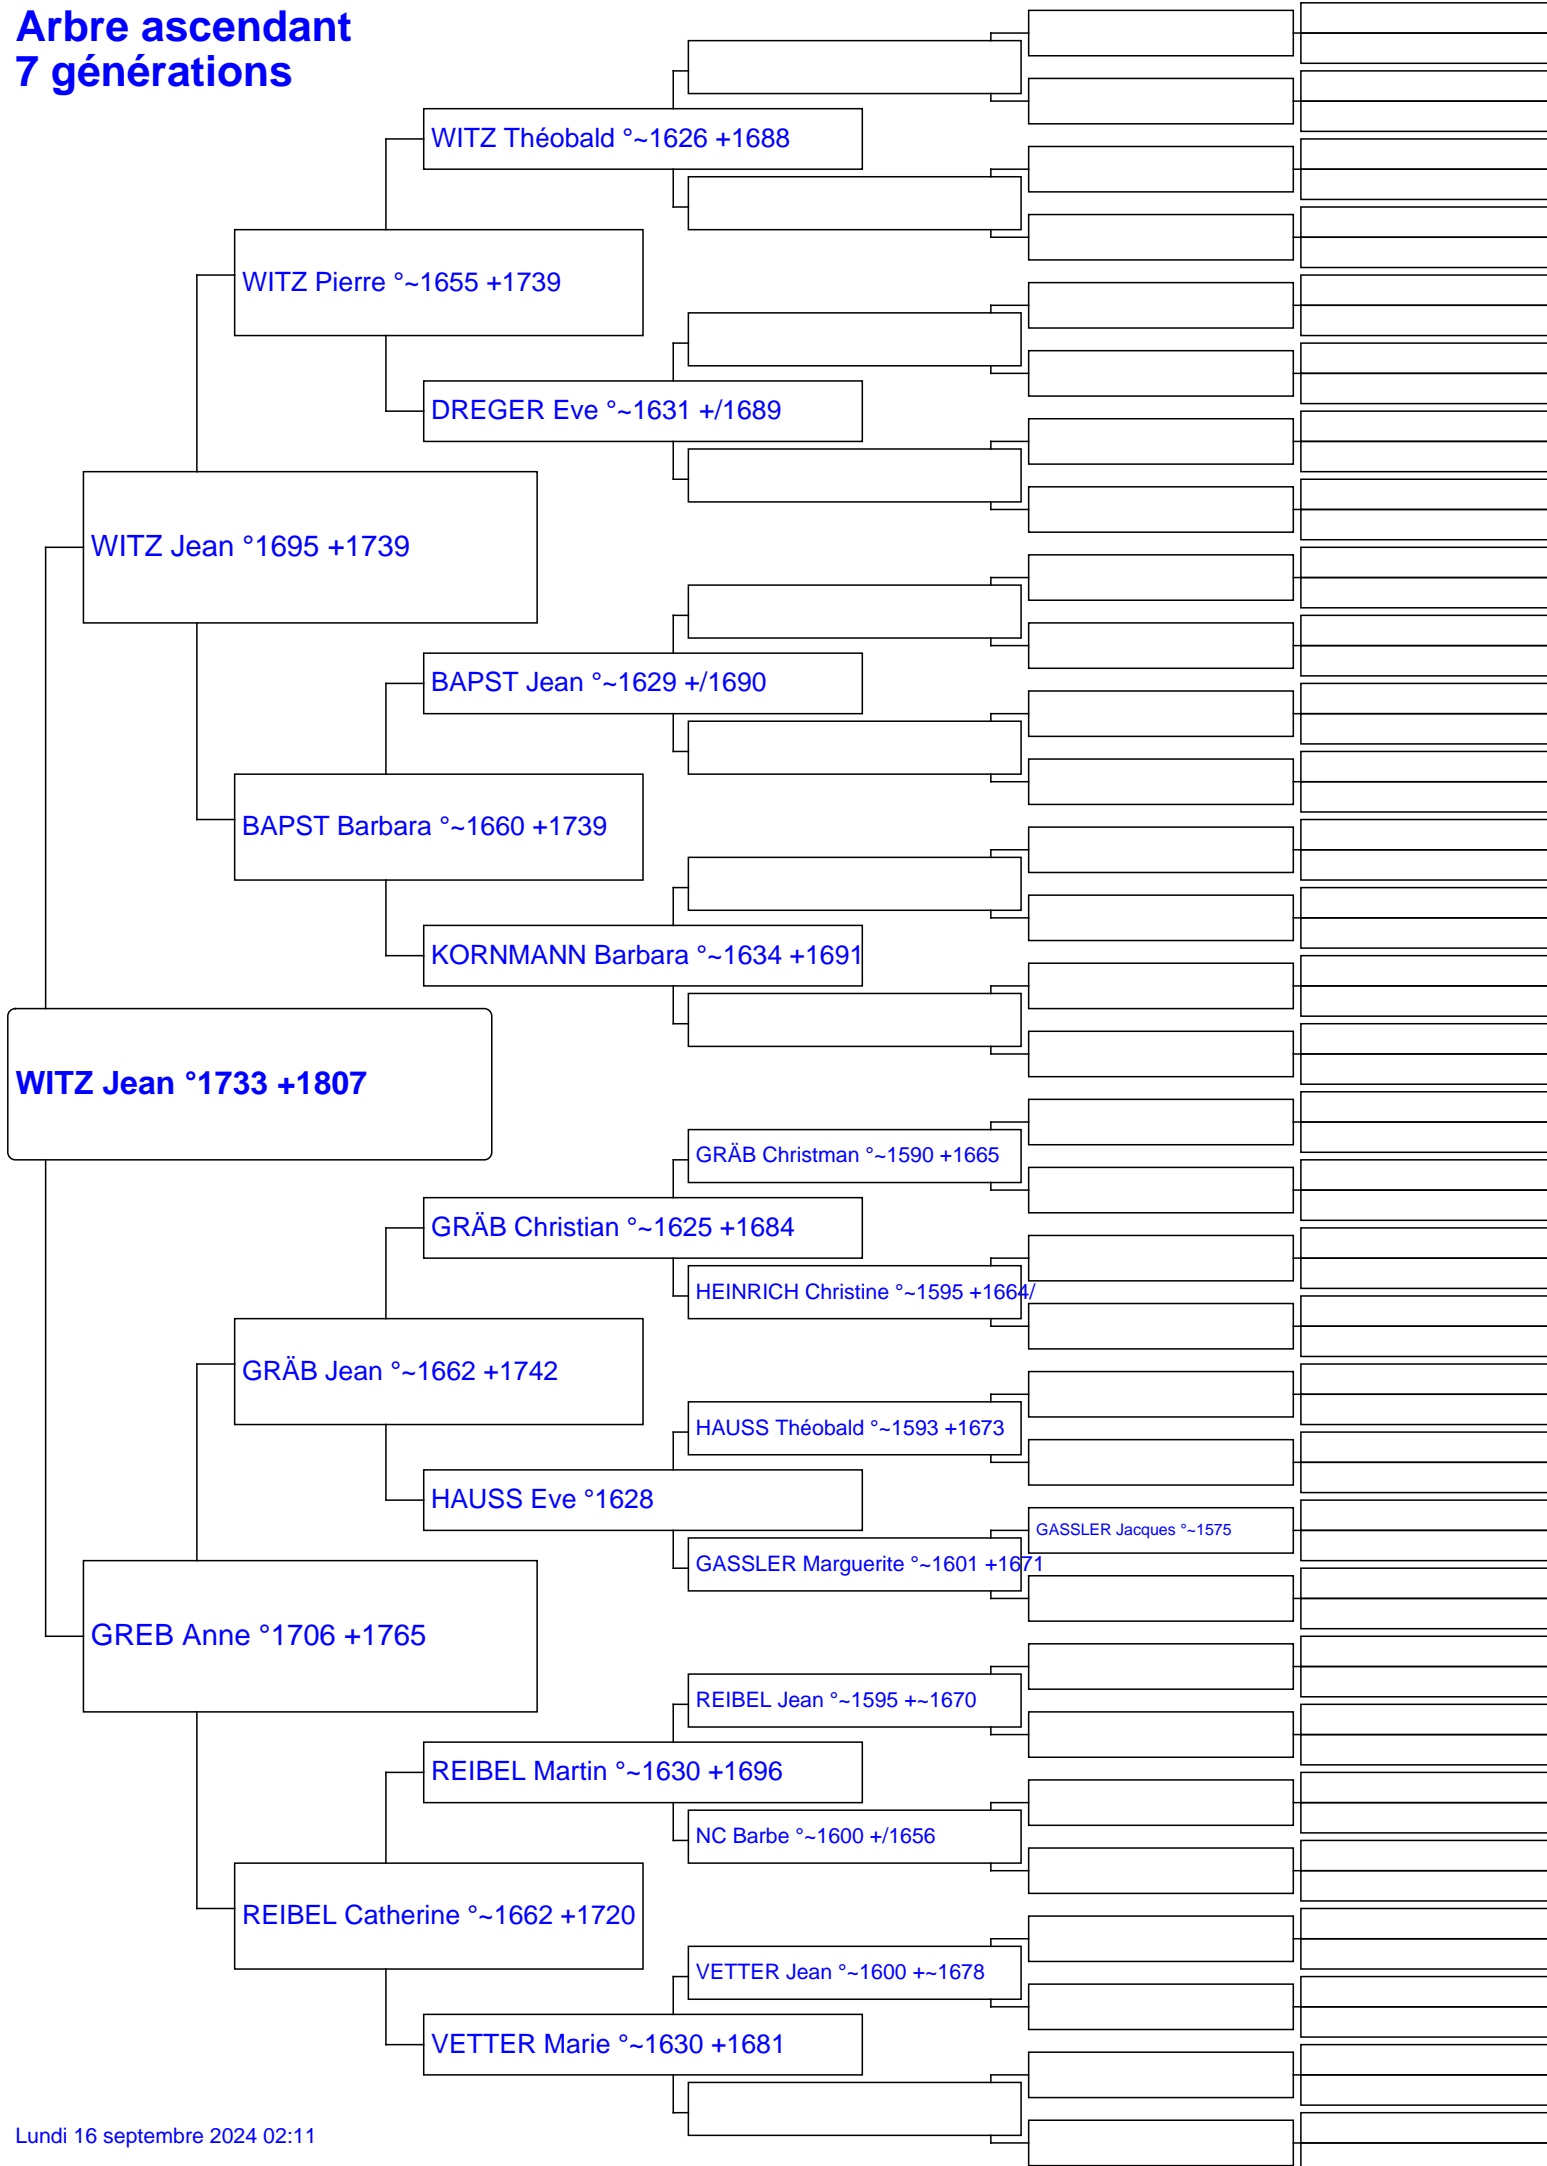 Arbre ascendant
7 générations
WITZ Théobald °~1626 +1688
WITZ Pierre °~1655 +1739
DREGER Eve °~1631 +/1689
WITZ Jean °1695 +1739
BAPST Jean °~1629 +/1690
BAPST Barbara °~1660 +1739
KORNMANN Barbara °~1634 +1691
WITZ Jean °1733 +1807
GRÄB Christman °~1590 +1665
GRÄB Christian °~1625 +1684
HEINRICH Christine °~1595 +1664/
GRÄB Jean °~1662 +1742
HAUSS Théobald °~1593 +1673
HAUSS Eve °1628
GASSLER Jacques °~1575
GASSLER Marguerite °~1601 +1671
GREB Anne °1706 +1765
REIBEL Jean °~1595 +~1670
REIBEL Martin °~1630 +1696
NC Barbe °~1600 +/1656
REIBEL Catherine °~1662 +1720
VETTER Jean °~1600 +~1678
VETTER Marie °~1630 +1681
Lundi 16 septembre 2024 02:11